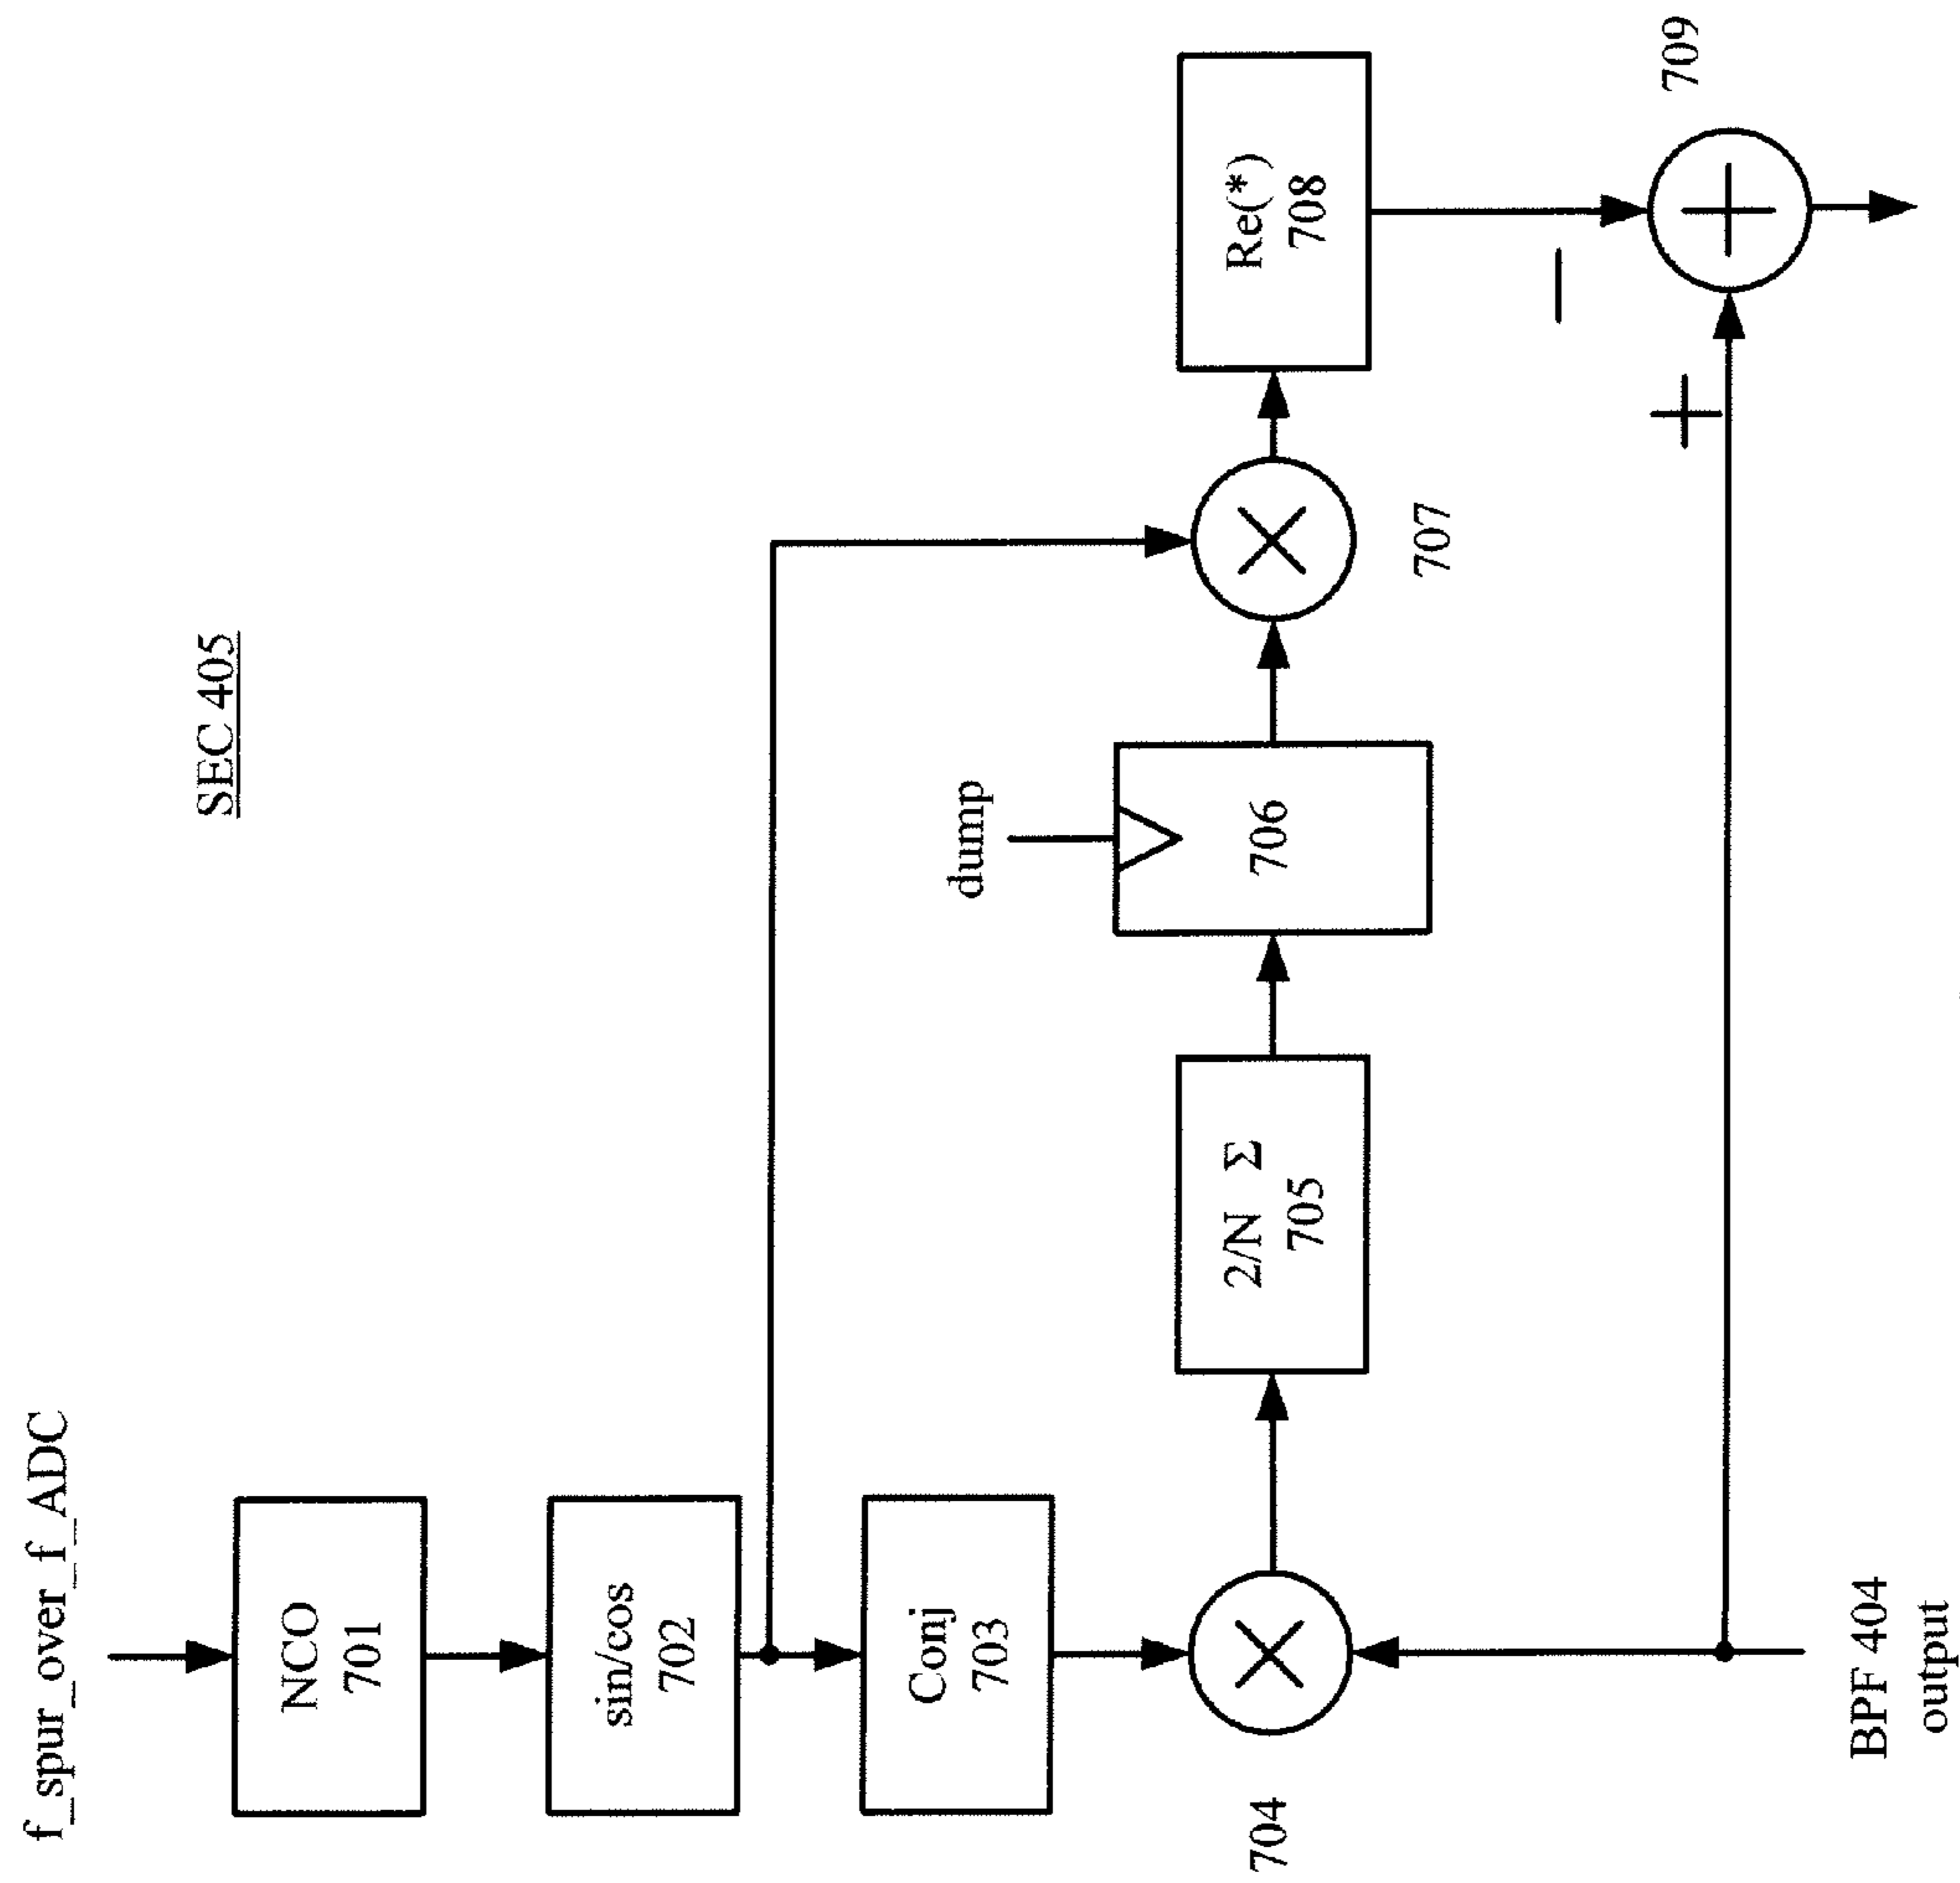 SEC 405
f_spur_over_f_ADC
NCO
701
sin/cos
702
Conj
703
704
2/N Σ
705
dump
706
707
Re(*)
708
709
+
−
BPF 404
output